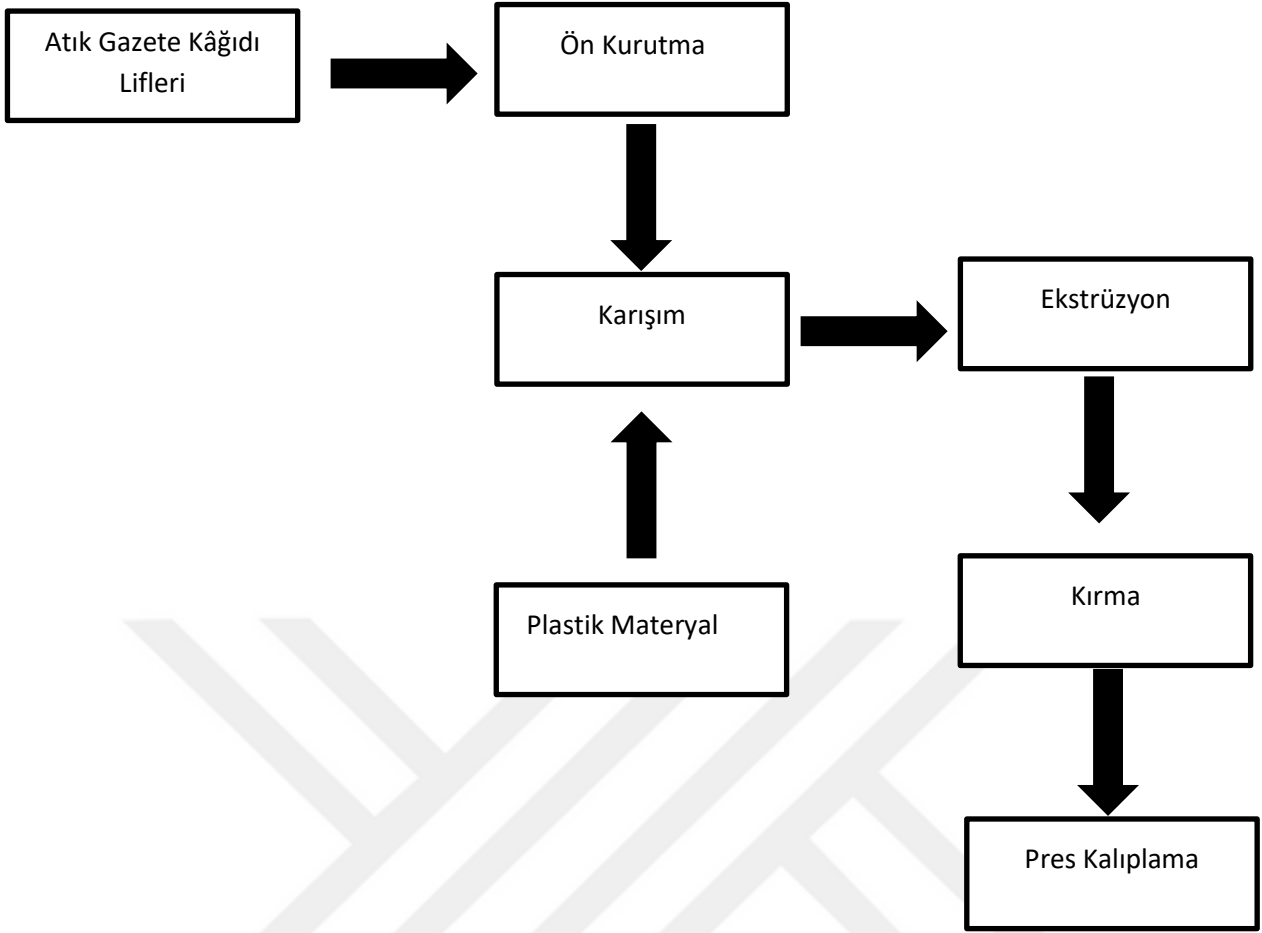 Atık Gazete Kâğıdı
Lifleri
Ön Kurutma
Karışım
Ekstrüzyon
Plastik Materyal
Kırma
Pres Kalıplama